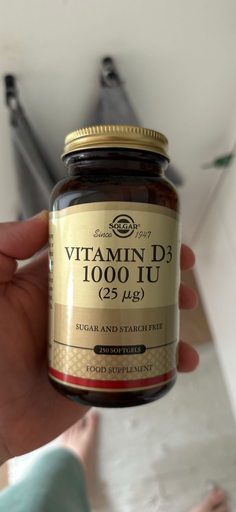 SOLGAR®
Since 1947
VITAMIN D3
1000 IU
(25 µg)
SUGAR AND STARCH FREE
250 SOFTGELS
FOOD SUPPLEMENT